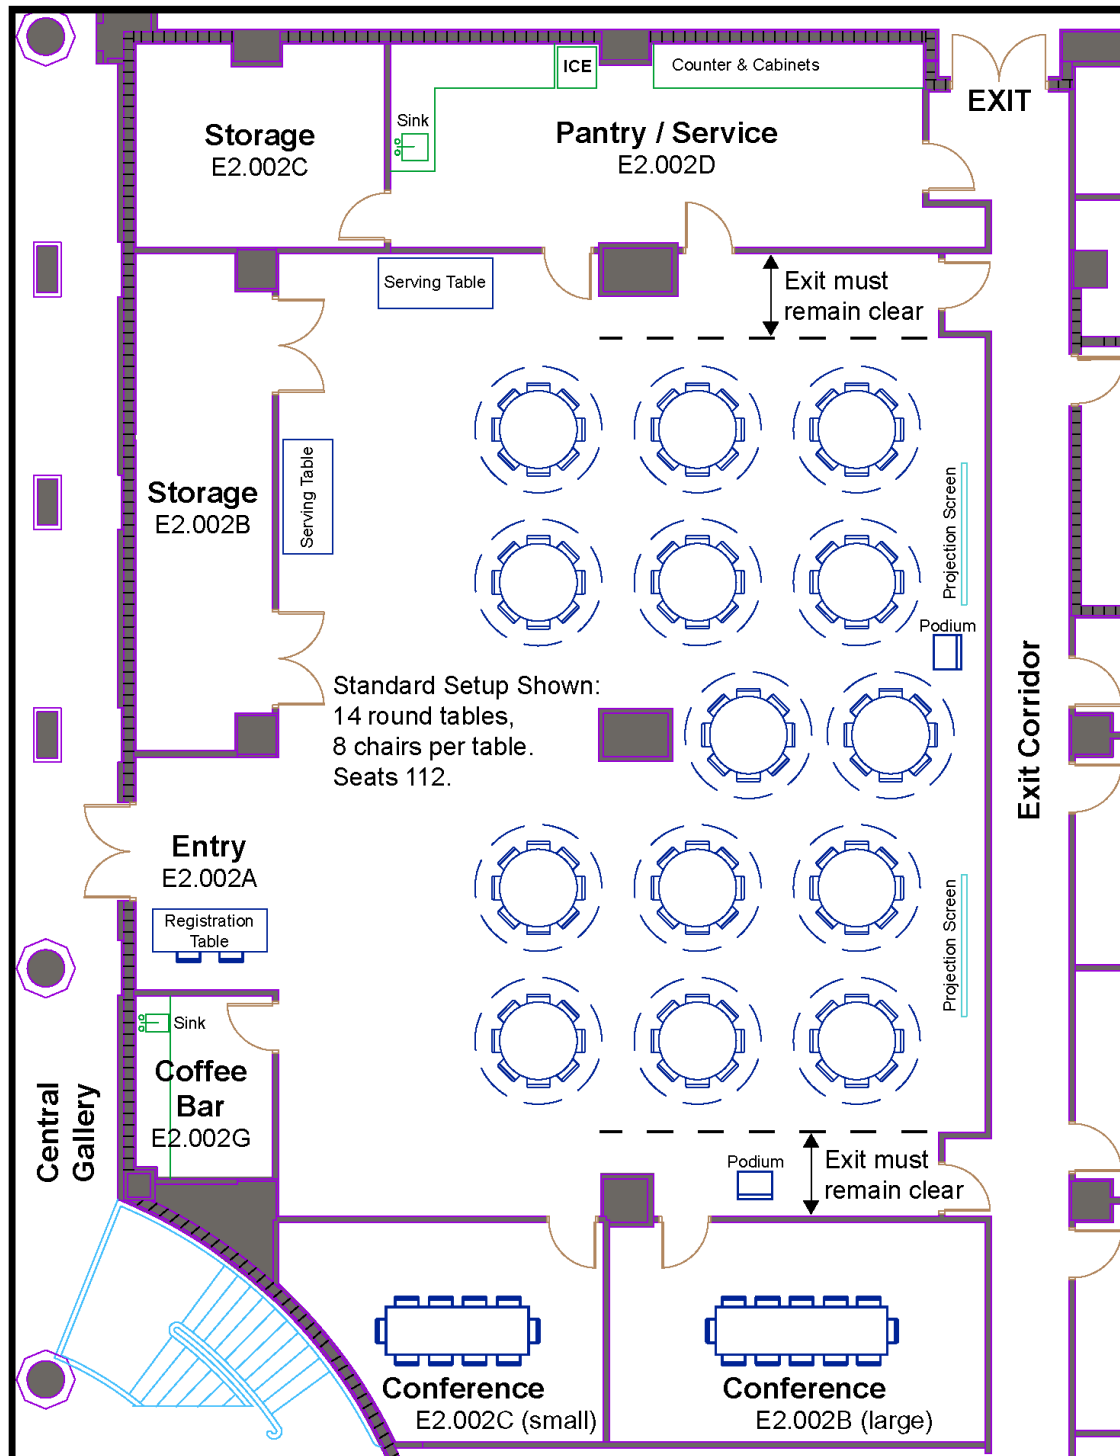 ICE
Counter & Cabinets
EXIT
Sink
Storage
E2.002C
Pantry / Service
E2.002D
Serving Table
Exit must
remain clear
Serving Table
Storage
E2.002B
Projection Screen
Podium
Standard Setup Shown:
14 round tables,
8 chairs per table.
Seats 112.
Exit Corridor
Entry
E2.002A
Registration
Table
Projection Screen
Sink
Coffee
Bar
E2.002G
Central
Gallery
Podium
Exit must
remain clear
Conference
E2.002C (small)
Conference
E2.002B (large)